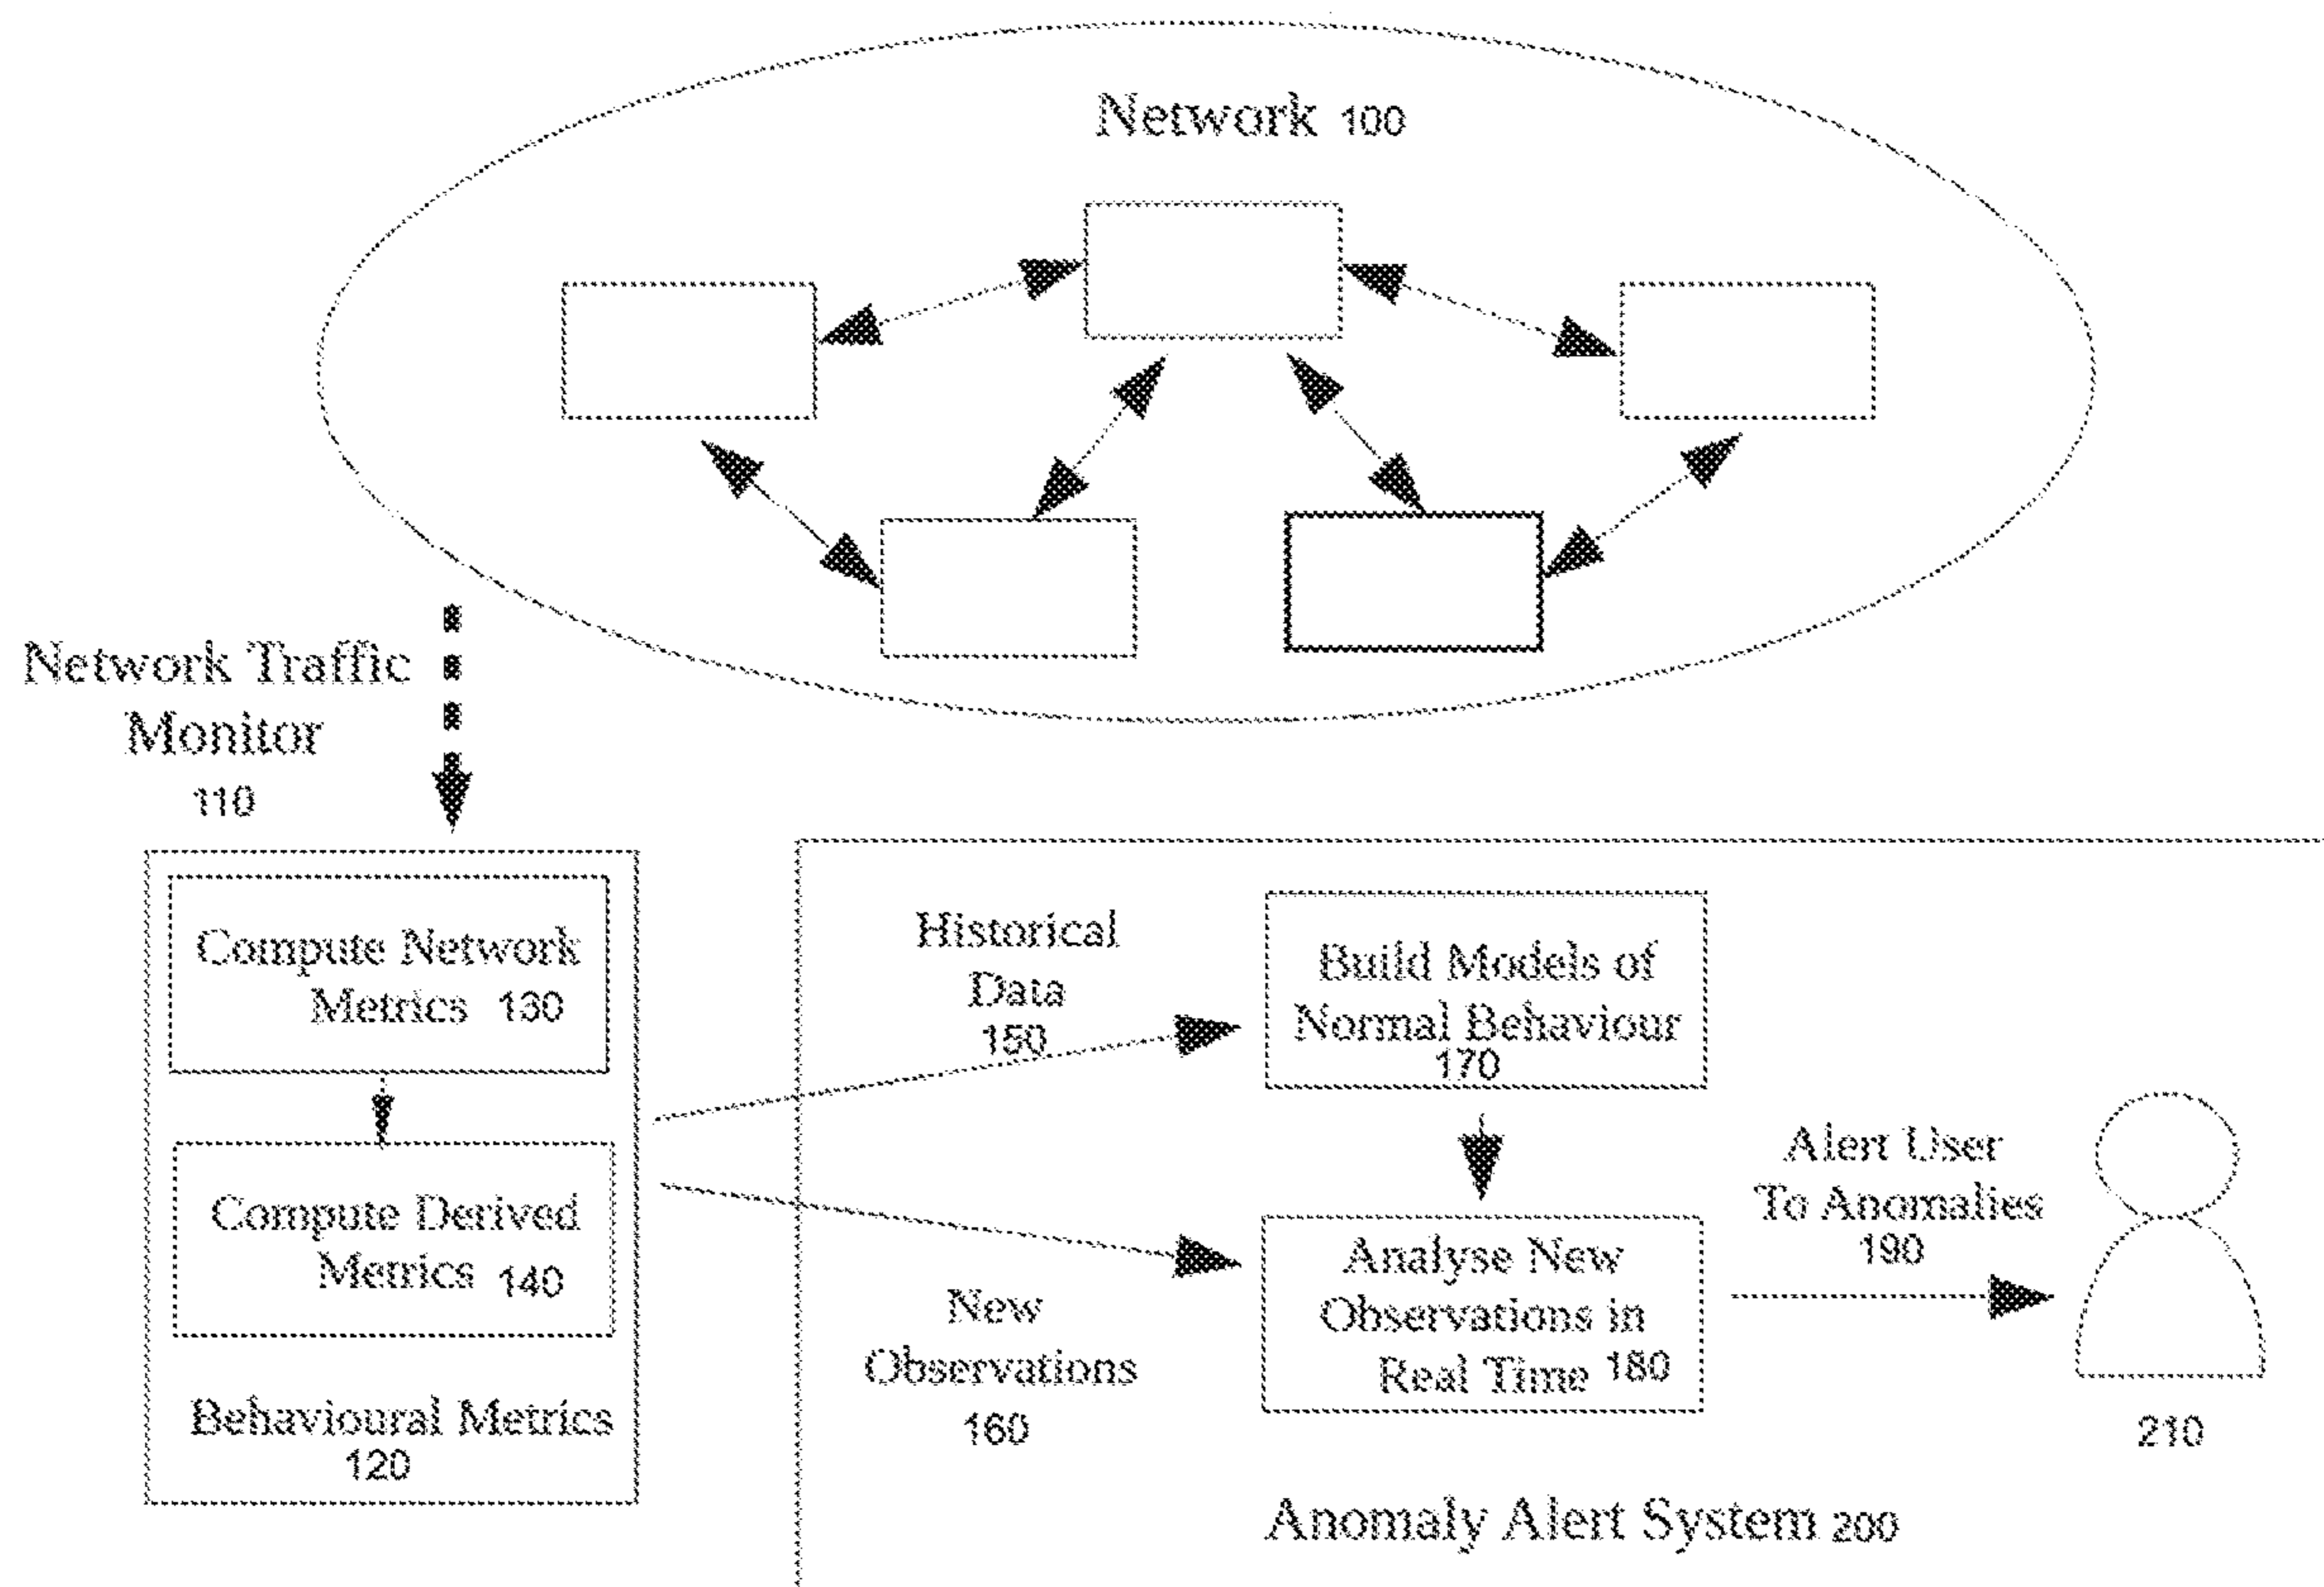 Network 100
Network Traffic
Monitor
110
Compute Network
Metrics 130
Compute Derived
Metrics 140
Behavioural Metrics
120
Historical
Data
150
New
Observations
160
Build Models of
Normal Behaviour
170
Analyse New
Observations in
Real Time 180
Alert User
To Anomalies
190
210
Anomaly Alert System 200